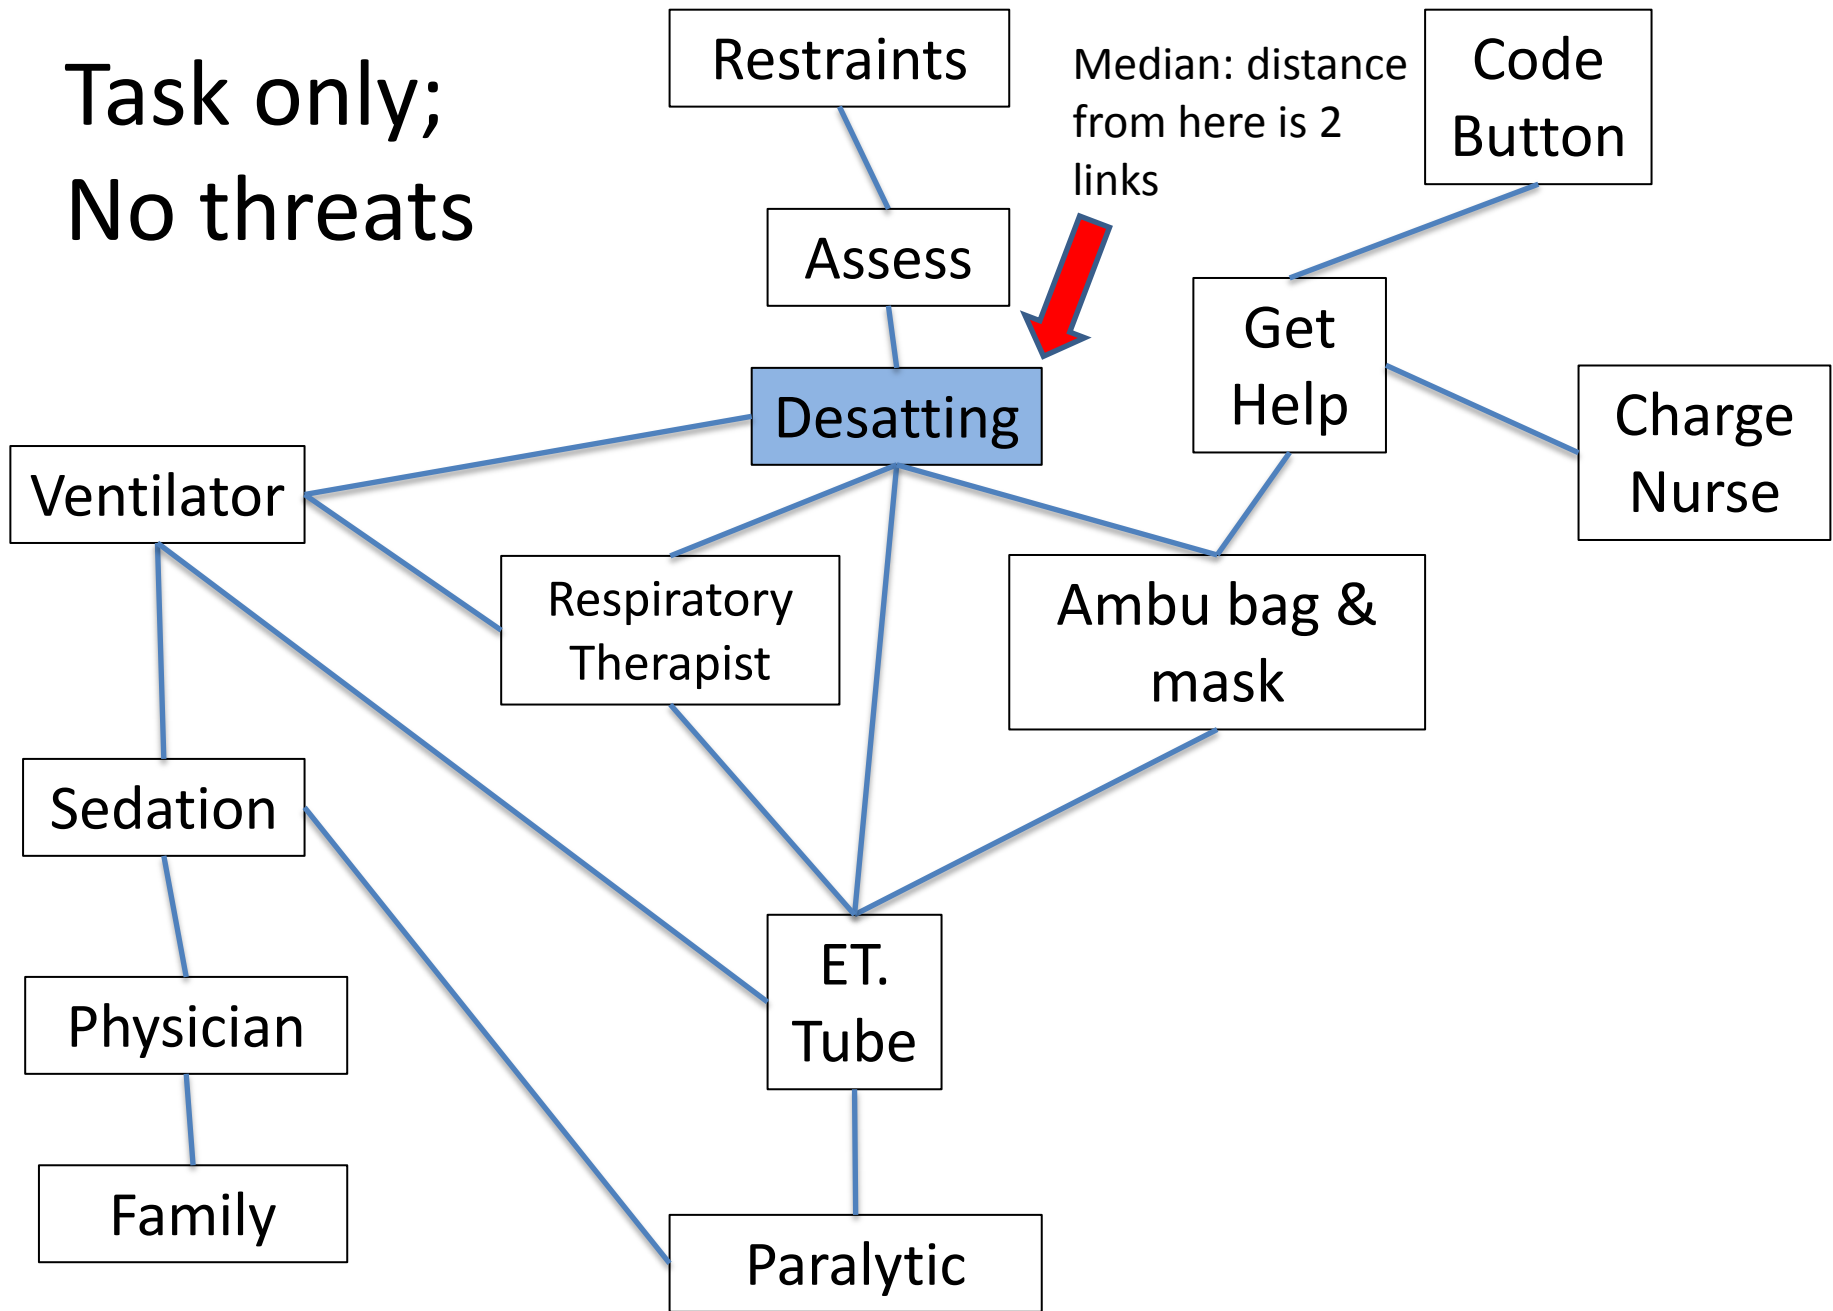 Task only;
No threats
Restraints
Median: distance
from here is 2
links
Code
Button
Assess
Get
Help
Desatting
Charge
Nurse
Ventilator
Respiratory
Therapist
Ambu bag &
mask
Sedation
ET.
Tube
Physician
Family
Paralytic